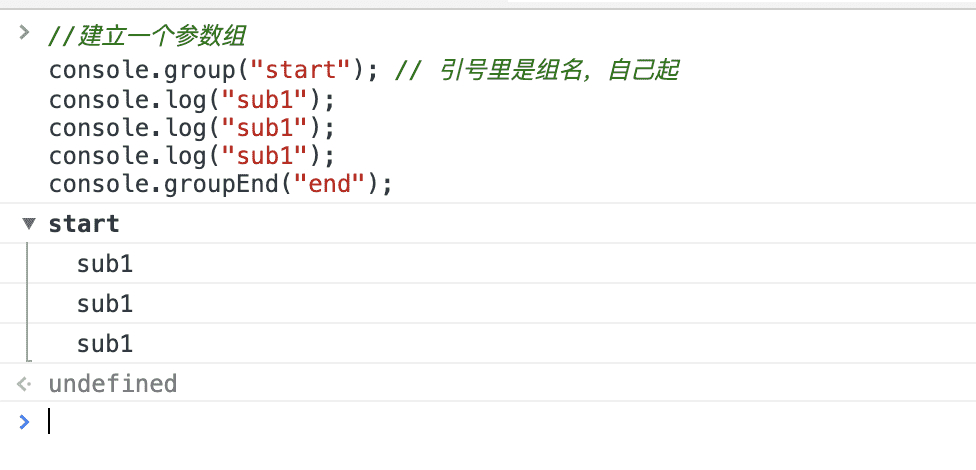 //建立一个参数组
console.group("start"); // 引号里是组名，自己起
console.log("sub1");
console.log("sub1");
console.log("sub1");
console.groupEnd("end");
start
sub1
sub1
sub1
undefined